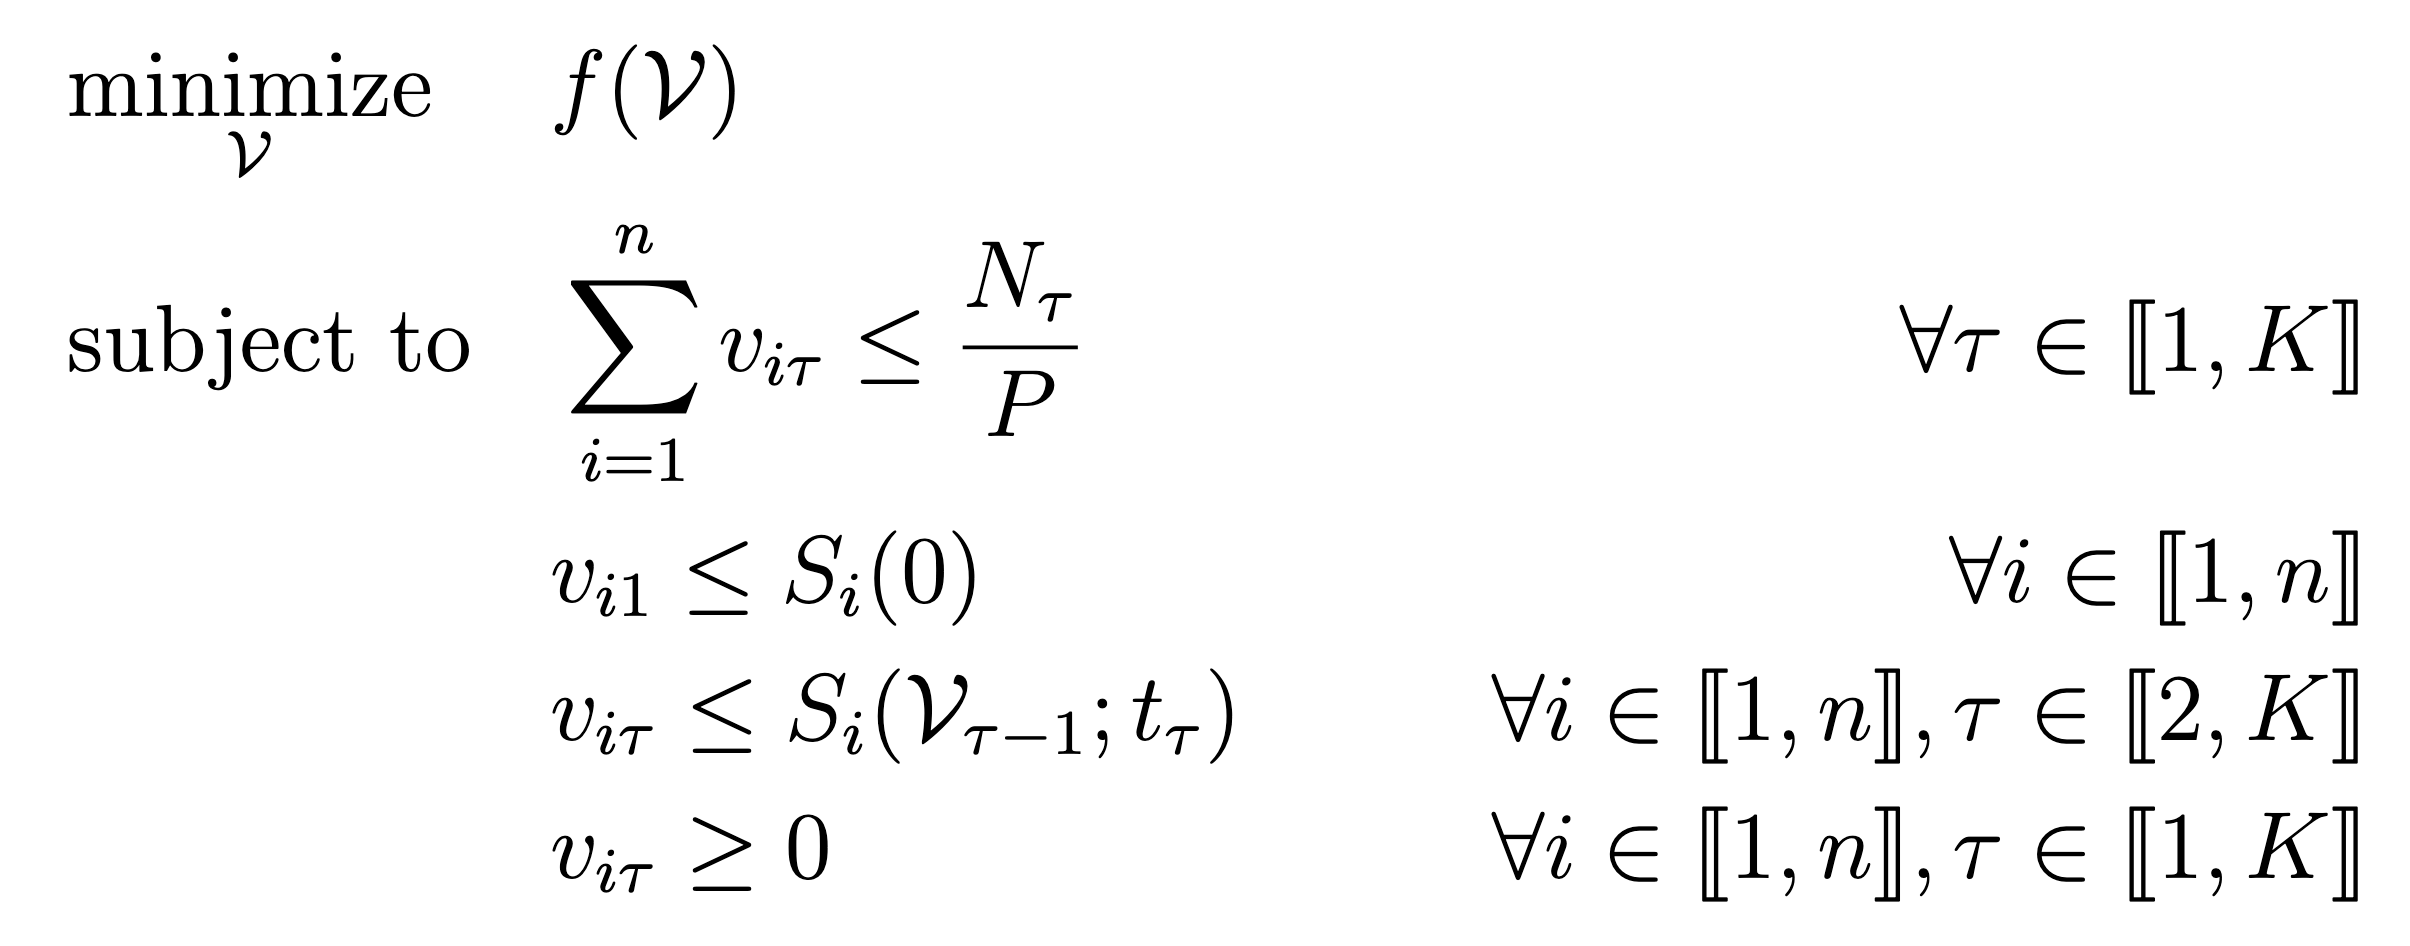 minimize_𝒱 f(𝒱)
subject to ∑_{i=1}^{n} v_{iτ} ≤ N_τ / P ∀τ ∈ ⟦1, K⟧
v_{i1} ≤ S_i(0) ∀i ∈ ⟦1, n⟧
v_{iτ} ≤ S_i(𝒱_{τ−1}; t_τ) ∀i ∈ ⟦1, n⟧, τ ∈ ⟦2, K⟧
v_{iτ} ≥ 0 ∀i ∈ ⟦1, n⟧, τ ∈ ⟦1, K⟧